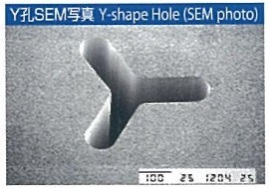 Y孔SEM写真 Y-shape Hole (SEM photo)
100 25 1204 25